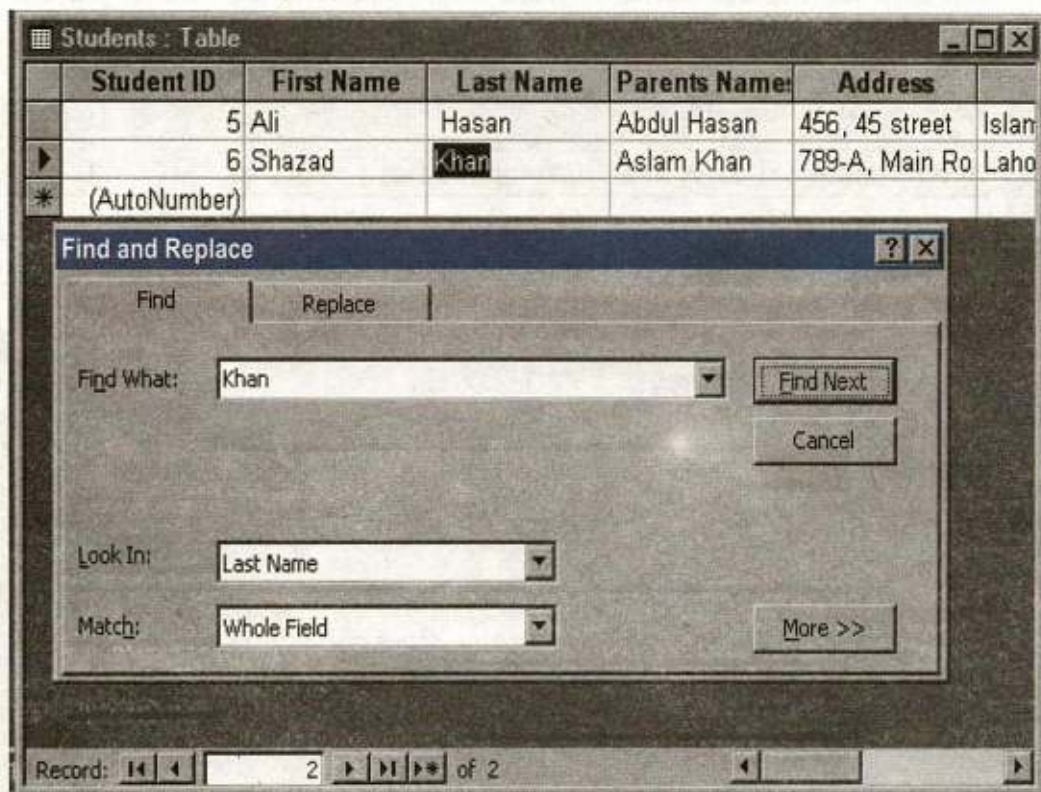 Students : Table
Student ID First Name Last Name Parents Names Address
5 Ali Hasan Abdul Hasan 456, 45 street Islam
6 Shazad Khan Aslam Khan 789-A, Main Ro Laho
(AutoNumber)
Find and Replace
Find Replace
Find What: Khan Find Next
Cancel
Look In: Last Name
Match: Whole Field More >>
Record: 2 of 2